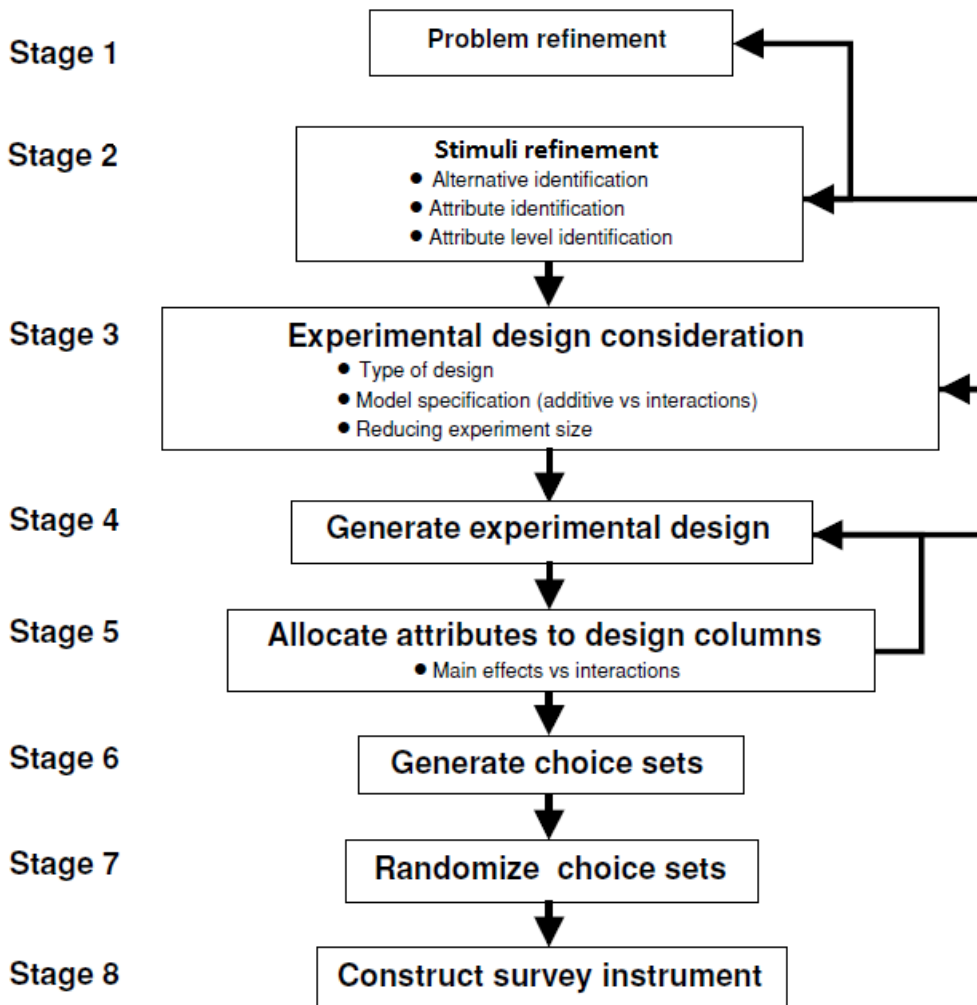 Stage 1
Problem refinement
Stage 2
Stimuli refinement
● Alternative identification
● Attribute identification
● Attribute level identification
Stage 3
Experimental design consideration
● Type of design
● Model specification (additive vs interactions)
● Reducing experiment size
Stage 4
Generate experimental design
Stage 5
Allocate attributes to design columns
● Main effects vs interactions
Stage 6
Generate choice sets
Stage 7
Randomize choice sets
Stage 8
Construct survey instrument